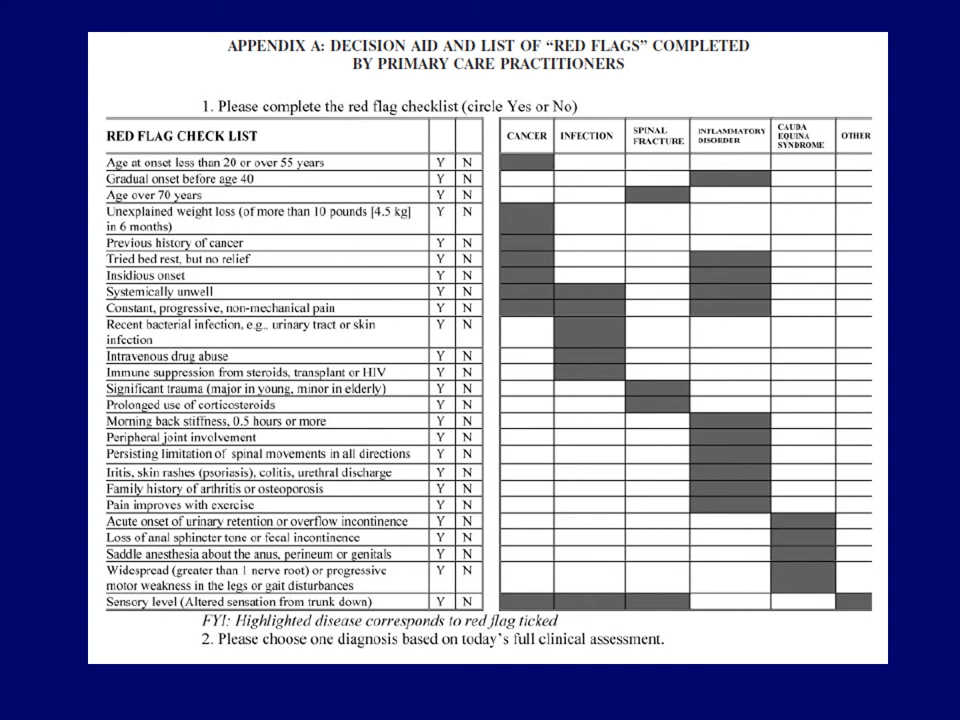 APPENDIX A: DECISION AID AND LIST OF “RED FLAGS” COMPLETED
BY PRIMARY CARE PRACTITIONERS
1. Please complete the red flag checklist (circle Yes or No)
RED FLAG CHECK LIST CANCER INFECTION SPINAL FRACTURE INFLAMMATORY DISORDER CAUDA EQUINA SYNDROME OTHER
Age at onset less than 20 or over 55 years Y N
Gradual onset before age 40 Y N
Age over 70 years Y N
Unexplained weight loss (of more than 10 pounds [4.5 kg] Y N
in 6 months)
Previous history of cancer Y N
Tried bed rest, but no relief Y N
Insidious onset Y N
Systemically unwell Y N
Constant, progressive, non-mechanical pain Y N
Recent bacterial infection, e.g., urinary tract or skin Y N
infection
Intravenous drug abuse Y N
Immune suppression from steroids, transplant or HIV Y N
Significant trauma (major in young, minor in elderly) Y N
Prolonged use of corticosteroids Y N
Morning back stiffness, 0.5 hours or more Y N
Peripheral joint involvement Y N
Persisting limitation of spinal movements in all directions Y N
Iritis, skin rashes (psoriasis), colitis, urethral discharge Y N
Family history of arthritis or osteoporosis Y N
Pain improves with exercise Y N
Acute onset of urinary retention or overflow incontinence Y N
Loss of anal sphincter tone or fecal incontinence Y N
Saddle anesthesia about the anus, perineum or genitals Y N
Widespread (greater than 1 nerve root) or progressive Y N
motor weakness in the legs or gait disturbances
Sensory level (Altered sensation from trunk down) Y N
FYI: Highlighted disease corresponds to red flag ticked
2. Please choose one diagnosis based on today’s full clinical assessment.